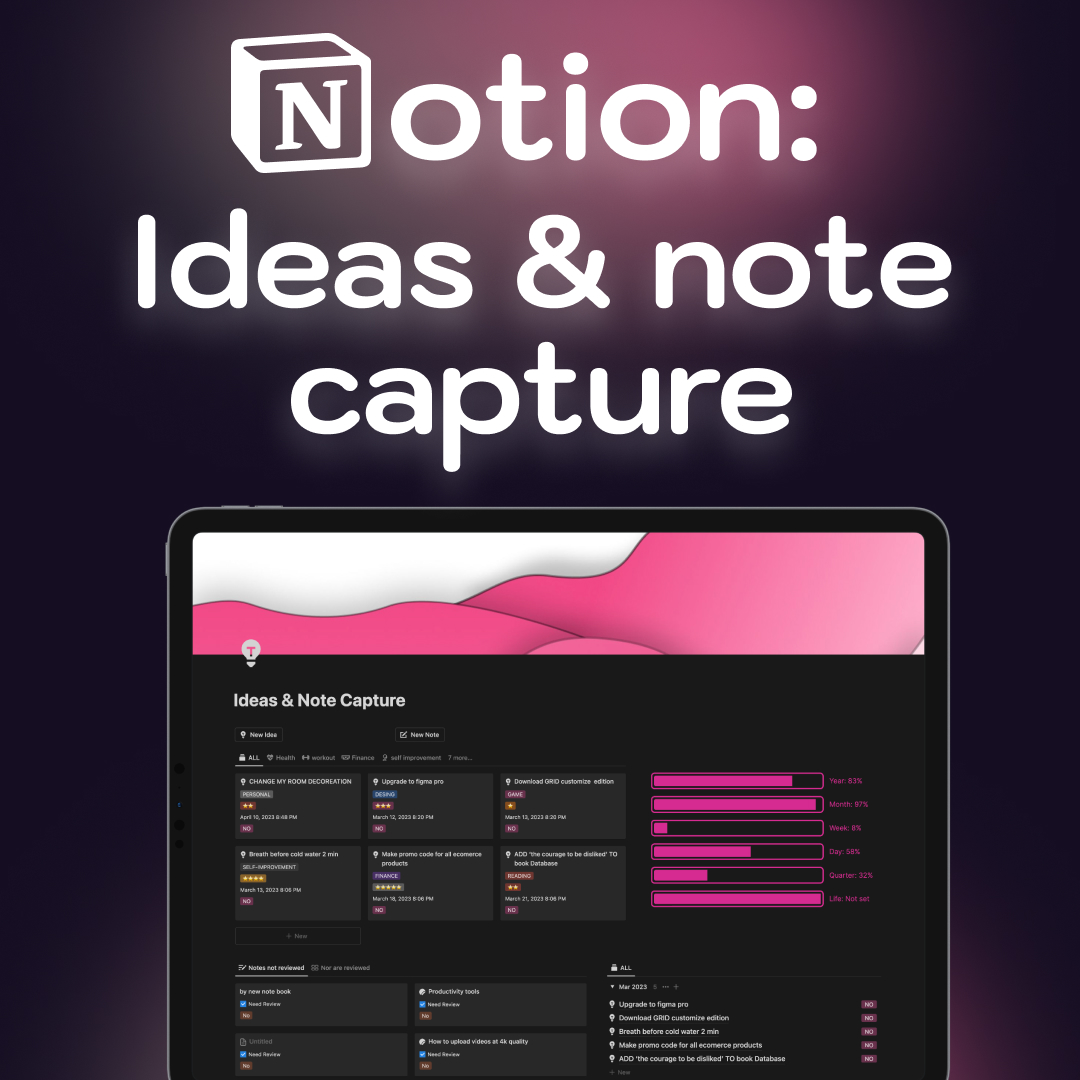 Notion:
Ideas & note
capture
Ideas & Note Capture
New Idea
New Note
ALL Health workout Finance self improvement 7 more...
CHANGE MY ROOM DECOREATION
PERSONAL
★★
April 10, 2023 8:48 PM
NO
Upgrade to figma pro
DESING
★★★
March 12, 2023 8:20 PM
NO
Download GRID customize edition
GAME
★
March 13, 2023 8:26 PM
NO
Breath before cold water 2 min
SELF-IMPROVEMENT
★★★★
March 13, 2023 8:06 PM
NO
Make promo code for all ecomerce
products
FINANCE
★★★★★
March 18, 2023 8:06 PM
NO
ADD 'the courage to be disliked' TO
book Database
READING
★★
March 21, 2023 8:06 PM
NO
+ New
Year: 83%
Month: 97%
Week: 8%
Day: 58%
Quarter: 32%
Life: Not set
Notes not reviewed Nor are reviewed
by new note book
Need Review
No
Productivity tools
Need Review
No
Untitled
Need Review
No
How to upload videos at 4k quality
Need Review
No
ALL
Mar 2023 5 ••• +
Upgrade to figma pro NO
Download GRID customize edition NO
Breath before cold water 2 min NO
Make promo code for all ecomerce products NO
ADD 'the courage to be disliked' TO book Database NO
+ New